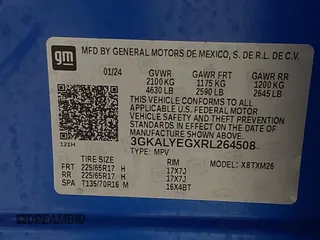 gm
MFD BY GENERAL MOTORS DE MEXICO, S. DE R.L. DE C.V.
01/24 GVWR GAWR FRT GAWR RR
2100 KG 1175 KG 1200 KG
4630 LB 2590 LB 2645 LB
THIS VEHICLE CONFORMS TO ALL APPLICABLE
U.S. FEDERAL MOTOR
VEHICLE SAFETY, BUMPER, AND
THEFT PREVENTION STANDARDS
IN EFFECT ON THE DATE OF
MANUFACTURE SHOWN ABOVE.
3GKALYEGXRL264508
121H TYPE: MPV
TIRE SIZE RIM MODEL: X8TXM26
FRT 225/65R17 H 17X7J
RR 225/65R17 H 17X7J
SPA T135/70R16 M 16X4BT